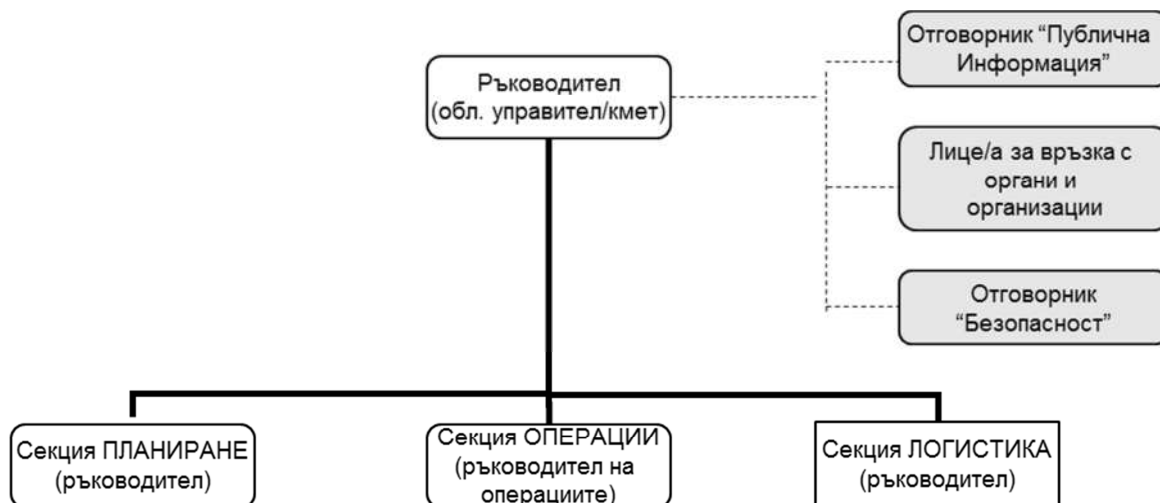 Отговорник “Публична
Информация”
Ръководител
(обл. управител/кмет)
Лице/а за връзка с
органи и
организации
Отговорник
“Безопасност”
Секция ПЛАНИРАНЕ
(ръководител)
Секция ОПЕРАЦИИ
(ръководител на
операциите)
Секция ЛОГИСТИКА
(ръководител)